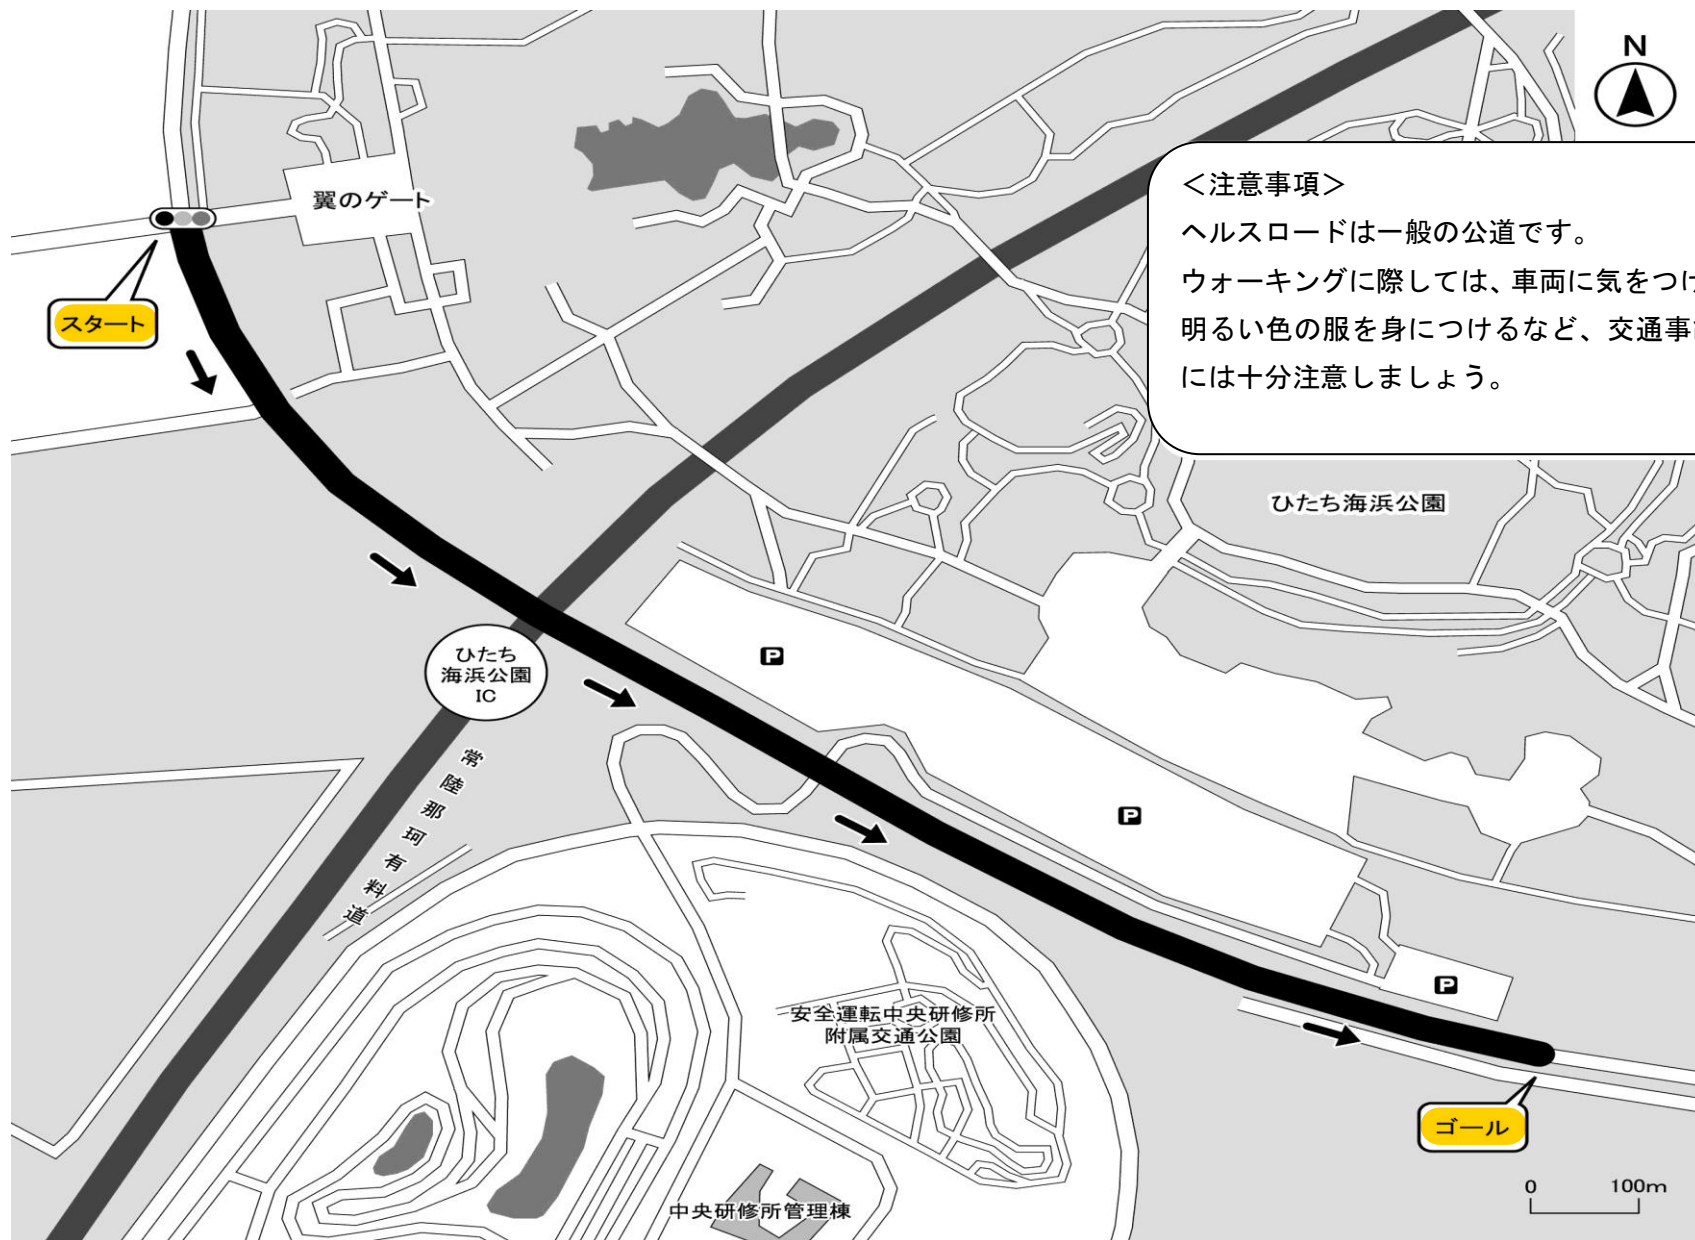 N
翼のゲート
スタート
＜注意事項＞
ヘルスロードは一般の公道です。
ウォーキングに際しては、車両に気をつけ
明るい色の服を身につけるなど、交通事
には十分注意しましょう。
ひたち海浜公園
ひたち
海浜公園
IC
P
P
P
常陸那珂有料道
安全運転中央研修所
附属交通公園
中央研修所管理棟
ゴール
0 100m